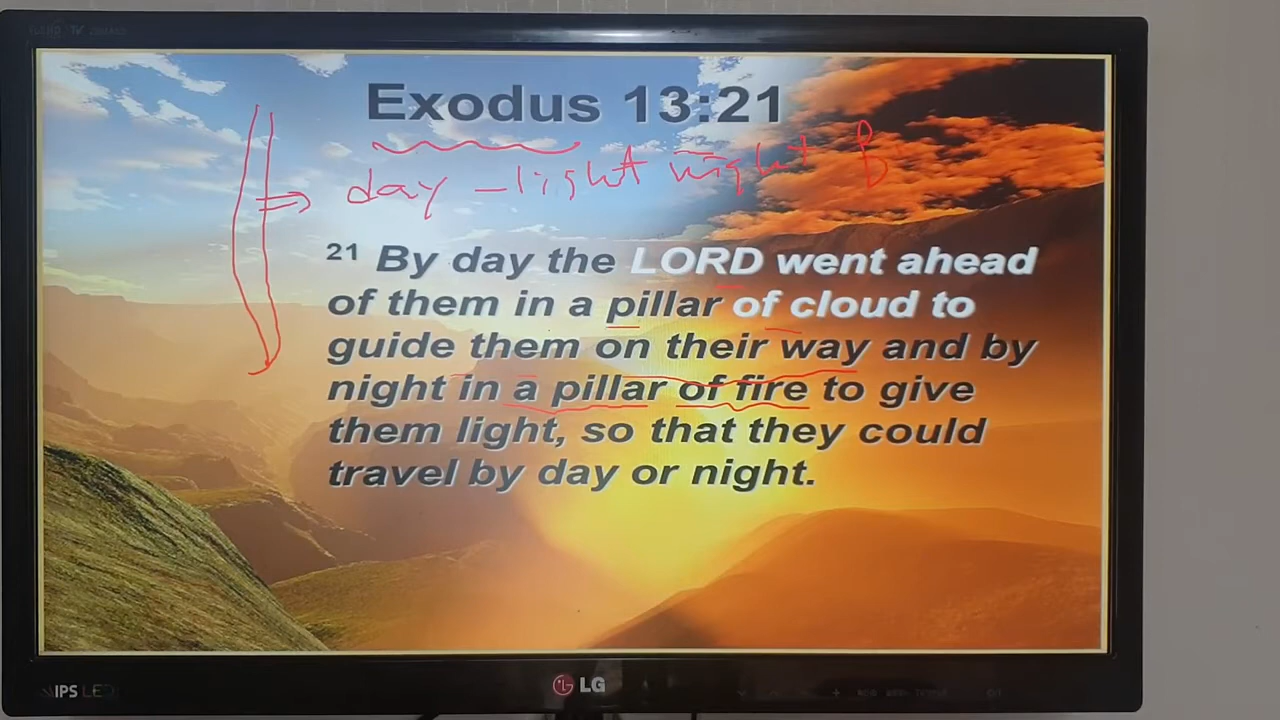 Exodus 13:21
day - light night
21 By day the LORD went ahead
of them in a pillar of cloud to
guide them on their way and by
night in a pillar of fire to give
them light, so that they could
travel by day or night.
IPS LED
LG